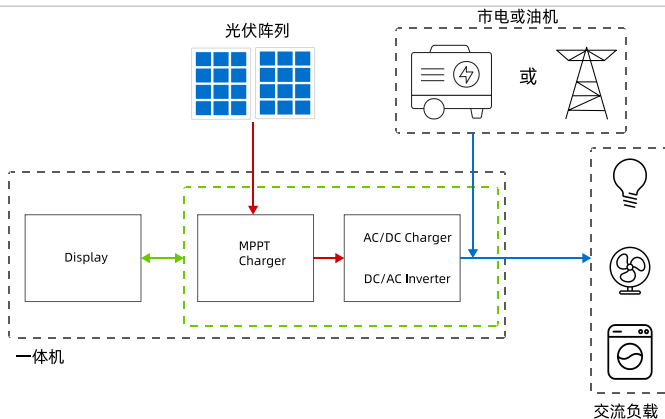 市电或油机
光伏阵列
或
Display
MPPT
Charger
AC/DC Charger
DC/AC Inverter
一体机
交流负载